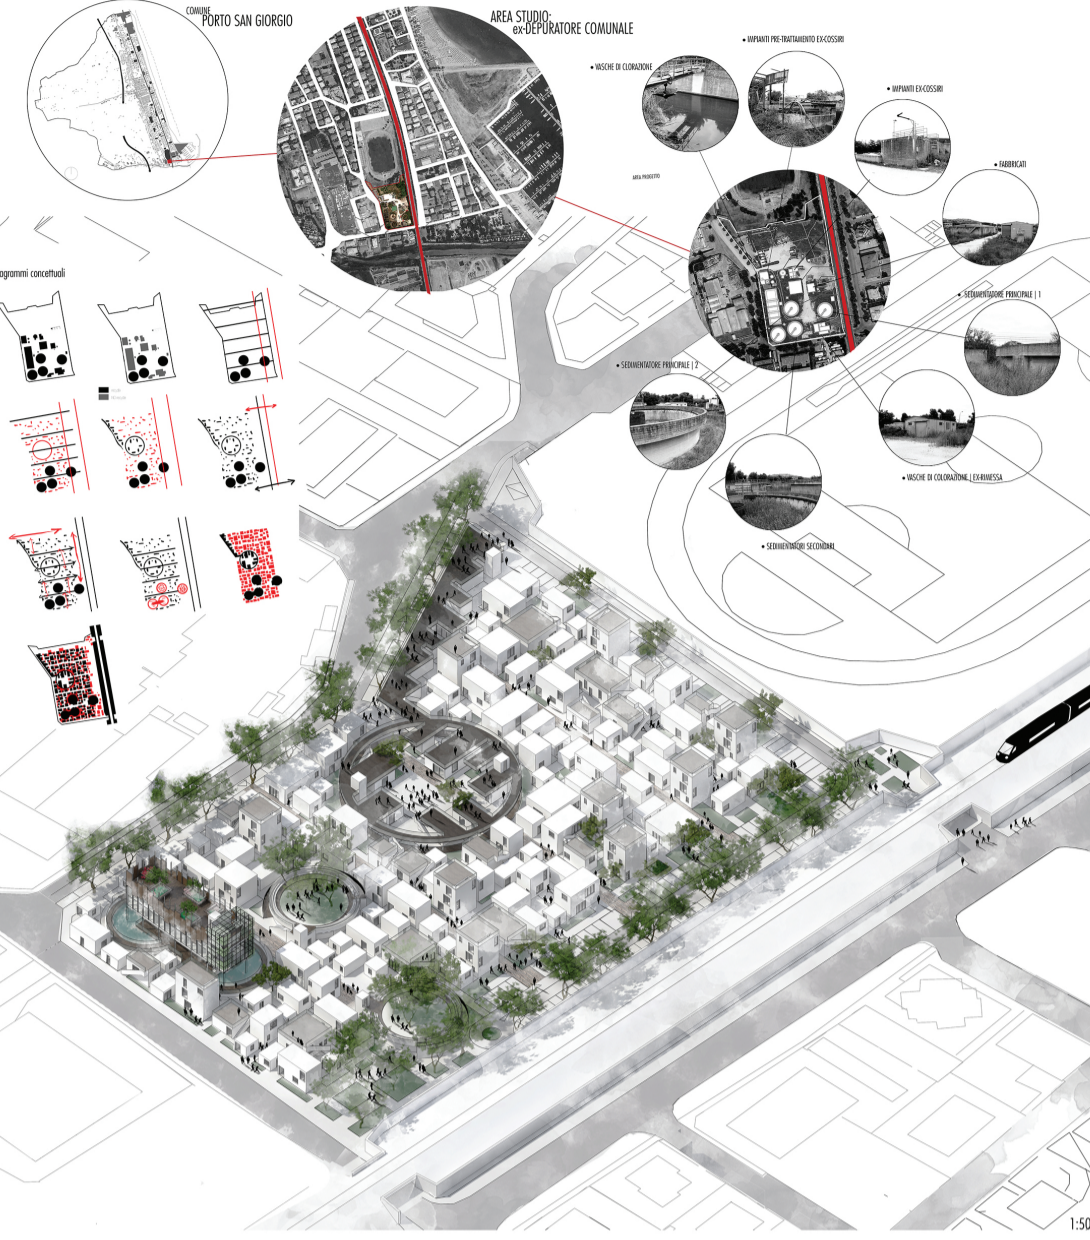 COMUNE
PORTO SAN GIORGIO
AREA STUDIO:
ex-DEPURATORE COMUNALE
• IMPIANTI PRE-TRATTAMENTO EX-COSSIRI
• VASCHE DI CLORAZIONE
• IMPIANTI EX-COSSIRI
• FABBRICATI
AREA PROGETTO
agrammi concettuali
• SEDIMENTATORE PRINCIPALE | 1
• SEDIMENTATORE PRINCIPALE | 2
• VASCHE DI COLORAZIONE | EX-RIMESSA
• SEDIMENTATORI SECONDARI
1:50